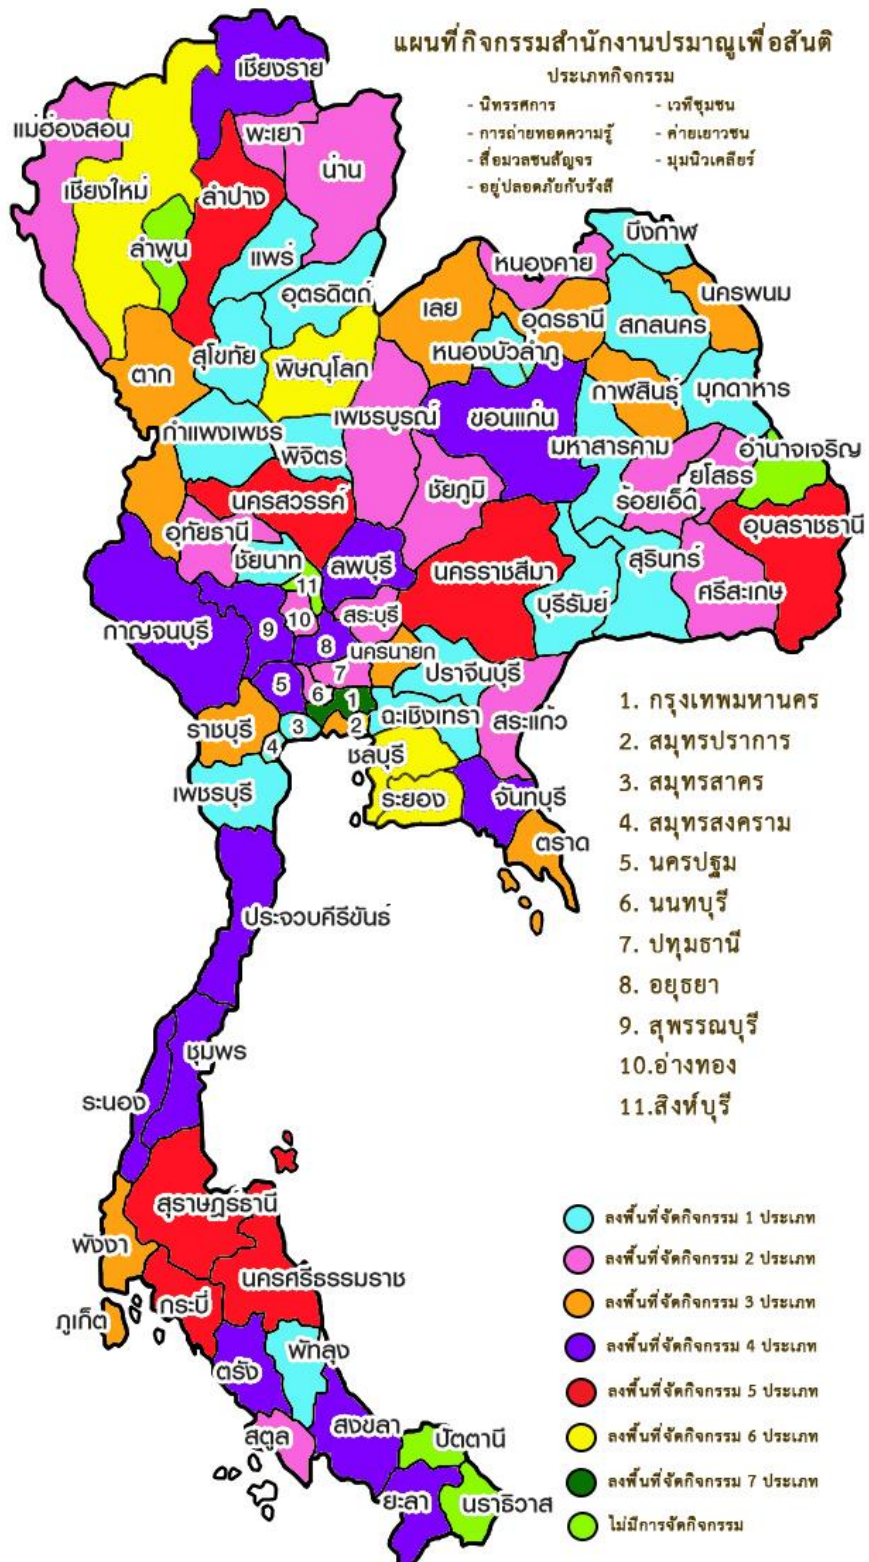 แผนที่กิจกรรมสำนักงานปรมาณูเพื่อสันติ
ประเภทกิจกรรม
- นิทรรศการ - เวทีชุมชน
- การถ่ายทอดความรู้ - ค่ายเยาวชน
- สื่อมวลชนสัญจร - มุมนิวเคลียร์
- อยู่ปลอดภัยกับรังสี
เชียงราย
แม่ฮ่องสอน
พะเยา
น่าน
เชียงใหม่
ลำปาง
ลำพูน
แพร่
อุตรดิตถ์
บึงกาฬ
หนองคาย
นครพนม
เลย
อุดรธานี
สกลนคร
สุโขทัย
หนองบัวลำภู
ตาก
พิษณุโลก
กาฬสินธุ์
มุกดาหาร
เพชรบูรณ์
ขอนแก่น
กำแพงเพชร
พิจิตร
มหาสารคาม
อำนาจเจริญ
ยโสธร
ชัยภูมิ
ร้อยเอ็ด
นครสวรรค์
อุบลราชธานี
อุทัยธานี
ชัยนาท
ลพบุรี
นครราชสีมา
สุรินทร์
บุรีรัมย์
ศรีสะเกษ
11
10
สระบุรี
กาญจนบุรี
9
8
นครนายก
7
ปราจีนบุรี
5
6
1
ราชบุรี
3
2
ฉะเชิงเทรา
สระแก้ว
4
ชลบุรี
เพชรบุรี
ระยอง
จันทบุรี
ตราด
1. กรุงเทพมหานคร
2. สมุทรปราการ
3. สมุทรสาคร
4. สมุทรสงคราม
5. นครปฐม
6. นนทบุรี
7. ปทุมธานี
8. อยุธยา
9. สุพรรณบุรี
10.อ่างทอง
11.สิงห์บุรี
ประจวบคีรีขันธ์
ชุมพร
ระนอง
สุราษฎร์ธานี
พังงา
นครศรีธรรมราช
กระบี่
ภูเก็ต
พัทลุง
ตรัง
สงขลา
สตูล
ปัตตานี
ยะลา
นราธิวาส
ลงพื้นที่จัดกิจกรรม 1 ประเภท
ลงพื้นที่จัดกิจกรรม 2 ประเภท
ลงพื้นที่จัดกิจกรรม 3 ประเภท
ลงพื้นที่จัดกิจกรรม 4 ประเภท
ลงพื้นที่จัดกิจกรรม 5 ประเภท
ลงพื้นที่จัดกิจกรรม 6 ประเภท
ลงพื้นที่จัดกิจกรรม 7 ประเภท
ไม่มีการจัดกิจกรรม